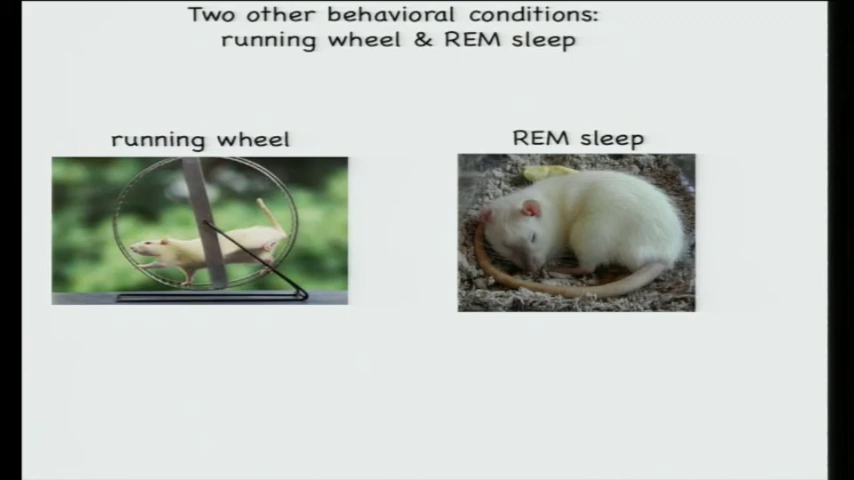 Two other behavioral conditions:
running wheel & REM sleep
running wheel
REM sleep